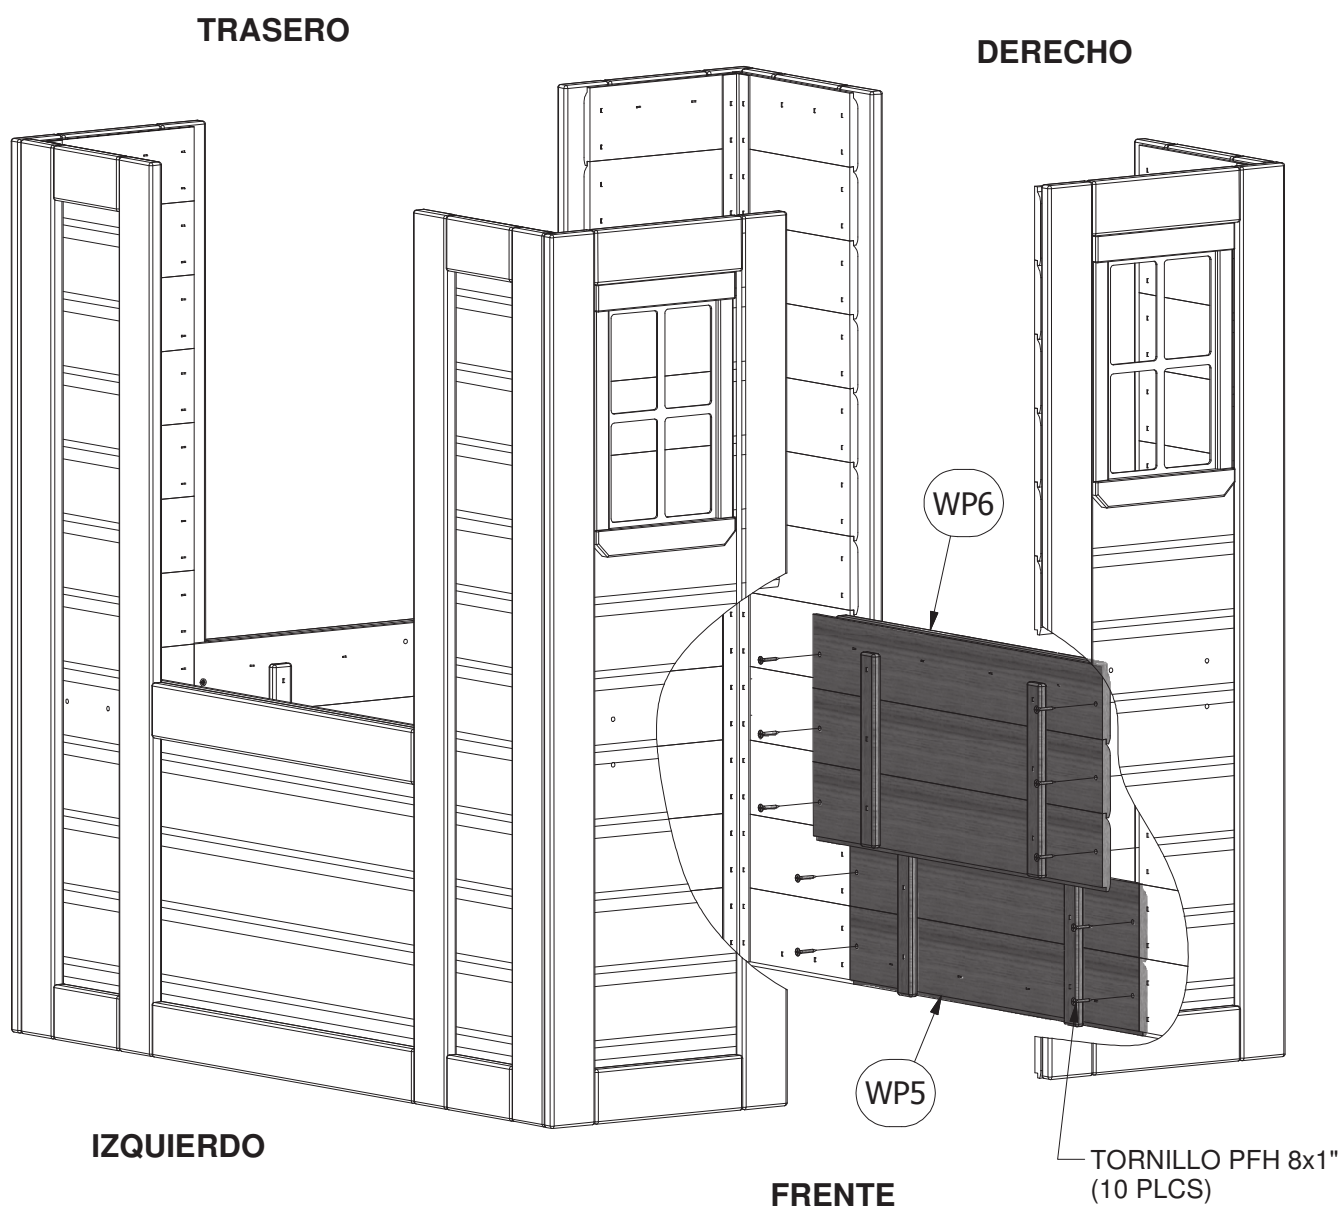 TRASERO
DERECHO
WP6
WP5
IZQUIERDO
TORNILLO PFH 8x1"
(10 PLCS)
FRENTE